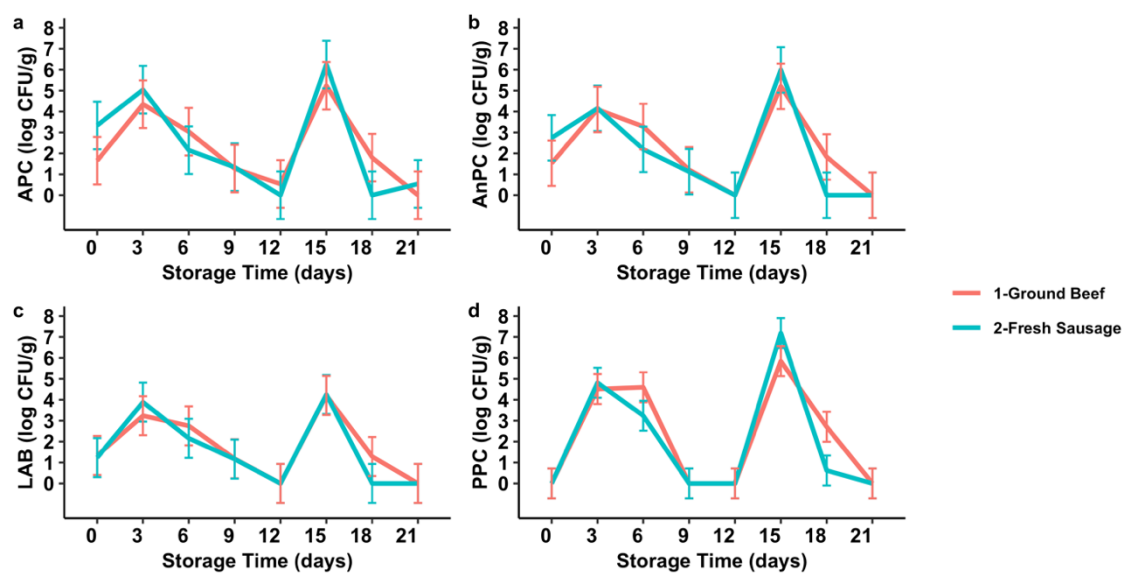 a
8
7
6
5
4
3
2
1
0
APC (log CFU/g)
0 3 6 9 12 15 18 21
Storage Time (days)
b
8
7
6
5
4
3
2
1
0
AnPC (log CFU/g)
0 3 6 9 12 15 18 21
Storage Time (days)
c
8
7
6
5
4
3
2
1
0
LAB (log CFU/g)
0 3 6 9 12 15 18 21
Storage Time (days)
d
8
7
6
5
4
3
2
1
0
PPC (log CFU/g)
0 3 6 9 12 15 18 21
Storage Time (days)
1-Ground Beef
2-Fresh Sausage